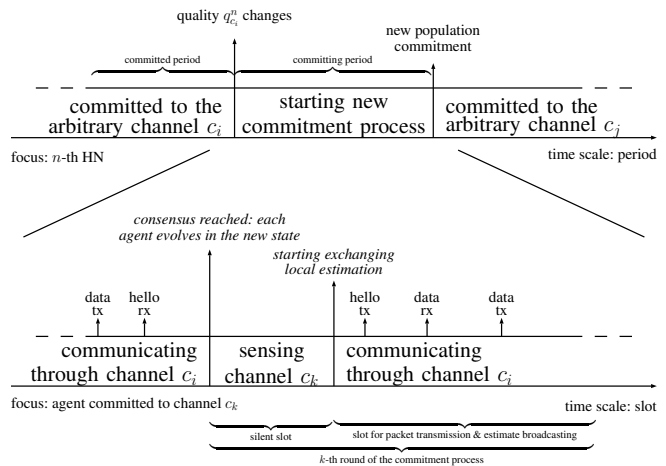 quality q_{c_i}^n changes
new population
commitment
committed period
committing period
committed to the
arbitrary channel c_i
starting new
commitment process
committed to the
arbitrary channel c_j
focus: n-th HN
time scale: period
consensus reached: each
agent evolves in the new state
starting exchanging
local estimation
data
tx
hello
rx
hello
tx
data
rx
data
tx
communicating
through channel c_i
sensing
channel c_k
communicating
through channel c_i
focus: agent committed to channel c_k
time scale: slot
silent slot
slot for packet transmission & estimate broadcasting
k-th round of the commitment process